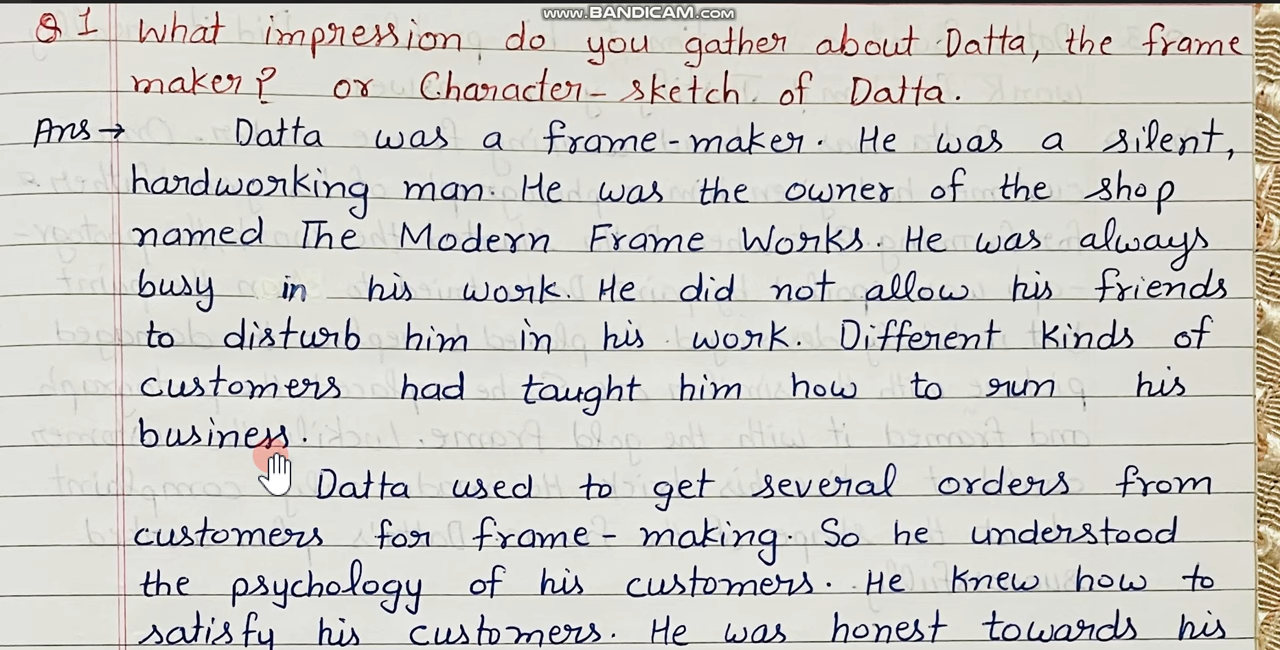 www.BANDICAM.com
Q 1 What impression do you gather about Datta, the frame
maker? or Character-sketch of Datta.
Ans → Datta was a frame-maker. He was a silent,
hardworking man. He was the owner of the shop
named The Modern Frame Works. He was always
busy in his work. He did not allow his friends
to disturb him in his work. Different kinds of
customers had taught him how to run his
business.
Datta used to get several orders from
customers for frame-making. So he understood
the psychology of his customers. He knew how to
satisfy his customers. He was honest towards his